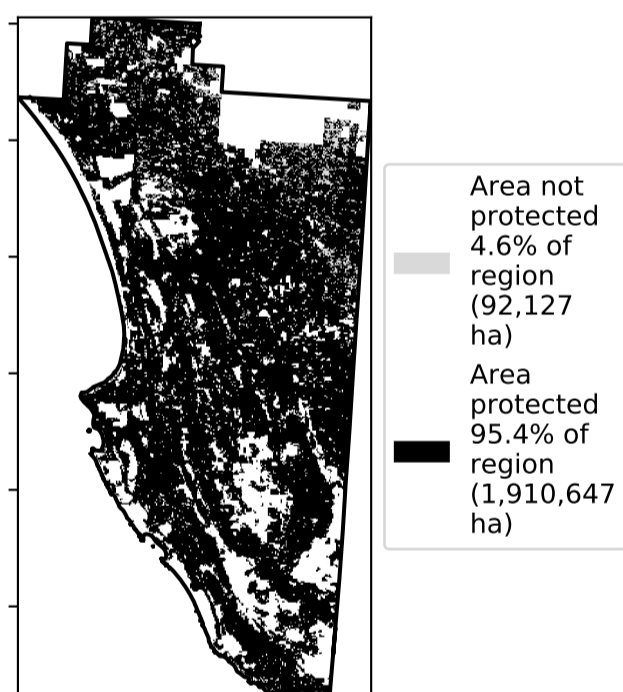 Area not
protected
4.6% of
region
(92,127
ha)
Area
protected
95.4% of
region
(1,910,647
ha)